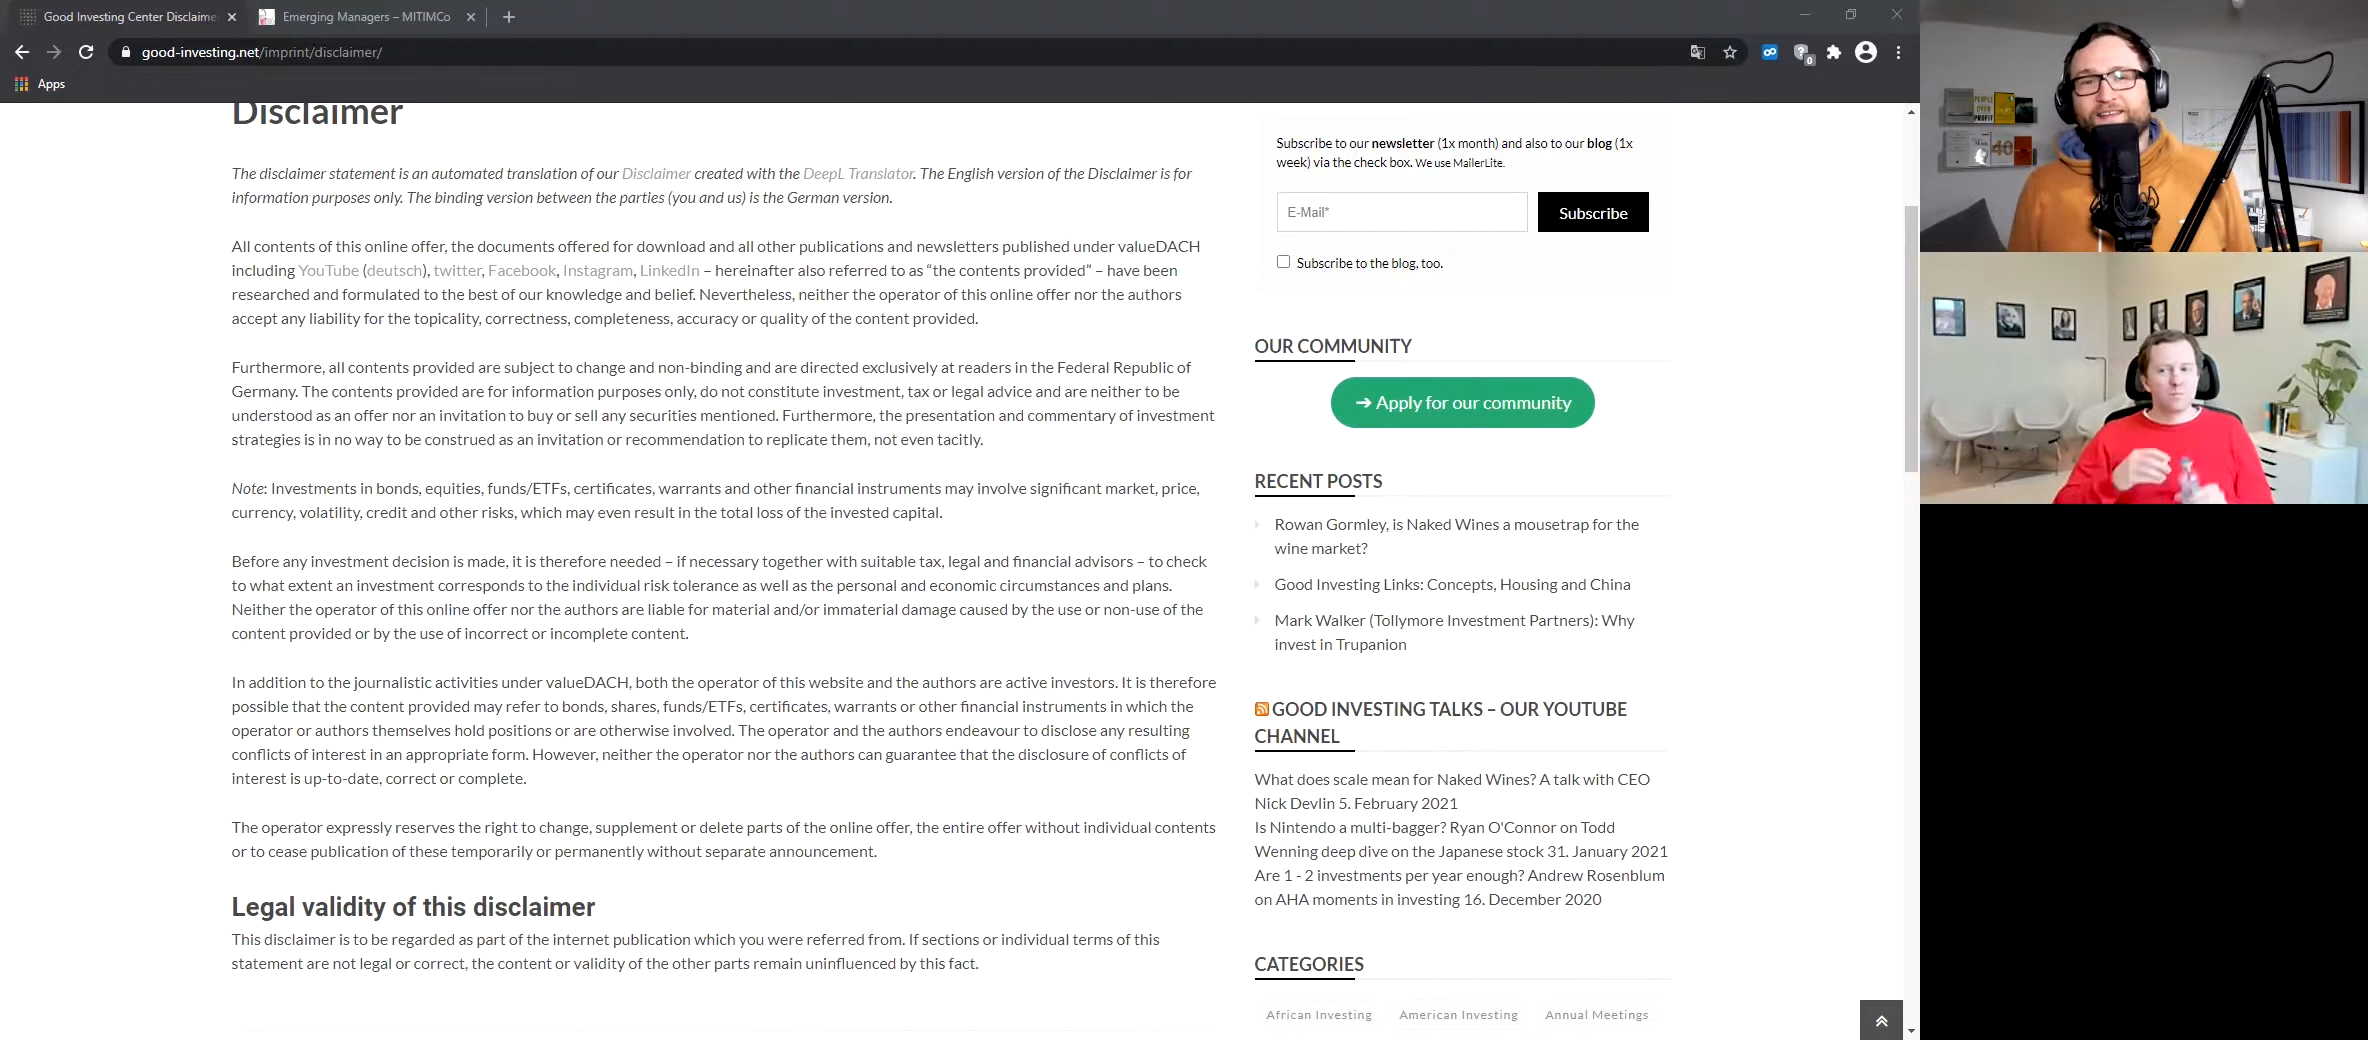 Good Investing Center Disclaime
Emerging Managers – MITIMCo
good-investing.net/imprint/disclaimer/
0
Apps
Disclaimer
The disclaimer statement is an automated translation of our Disclaimer created with the DeepL Translator. The English version of the Disclaimer is for
information purposes only. The binding version between the parties (you and us) is the German version.
All contents of this online offer, the documents offered for download and all other publications and newsletters published under valueDACH
including YouTube (deutsch), twitter, Facebook, Instagram, LinkedIn – hereinafter also referred to as “the contents provided” – have been
researched and formulated to the best of our knowledge and belief. Nevertheless, neither the operator of this online offer nor the authors
accept any liability for the topicality, correctness, completeness, accuracy or quality of the content provided.
Furthermore, all contents provided are subject to change and non-binding and are directed exclusively at readers in the Federal Republic of
Germany. The contents provided are for information purposes only, do not constitute investment, tax or legal advice and are neither to be
understood as an offer nor an invitation to buy or sell any securities mentioned. Furthermore, the presentation and commentary of investment
strategies is in no way to be construed as an invitation or recommendation to replicate them, not even tacitly.
Note: Investments in bonds, equities, funds/ETFs, certificates, warrants and other financial instruments may involve significant market, price,
currency, volatility, credit and other risks, which may even result in the total loss of the invested capital.
Before any investment decision is made, it is therefore needed – if necessary together with suitable tax, legal and financial advisors – to check
to what extent an investment corresponds to the individual risk tolerance as well as the personal and economic circumstances and plans.
Neither the operator of this online offer nor the authors are liable for material and/or immaterial damage caused by the use or non-use of the
content provided or by the use of incorrect or incomplete content.
In addition to the journalistic activities under valueDACH, both the operator of this website and the authors are active investors. It is therefore
possible that the content provided may refer to bonds, shares, funds/ETFs, certificates, warrants or other financial instruments in which the
operator or authors themselves hold positions or are otherwise involved. The operator and the authors endeavour to disclose any resulting
conflicts of interest in an appropriate form. However, neither the operator nor the authors can guarantee that the disclosure of conflicts of
interest is up-to-date, correct or complete.
The operator expressly reserves the right to change, supplement or delete parts of the online offer, the entire offer without individual contents
or to cease publication of these temporarily or permanently without separate announcement.
Legal validity of this disclaimer
This disclaimer is to be regarded as part of the internet publication which you were referred from. If sections or individual terms of this
statement are not legal or correct, the content or validity of the other parts remain uninfluenced by this fact.
Subscribe to our newsletter (1x month) and also to our blog (1x
week) via the check box. We use MailerLite.
E-Mail*
Subscribe
Subscribe to the blog, too.
OUR COMMUNITY
➔ Apply for our community
RECENT POSTS
Rowan Gormley, is Naked Wines a mousetrap for the
wine market?
Good Investing Links: Concepts, Housing and China
Mark Walker (Tollymore Investment Partners): Why
invest in Trupanion
GOOD INVESTING TALKS – OUR YOUTUBE
CHANNEL
What does scale mean for Naked Wines? A talk with CEO
Nick Devlin 5. February 2021
Is Nintendo a multi-bagger? Ryan O'Connor on Todd
Wenning deep dive on the Japanese stock 31. January 2021
Are 1 - 2 investments per year enough? Andrew Rosenblum
on AHA moments in investing 16. December 2020
CATEGORIES
African Investing American Investing Annual Meetings
PEOPLE
OVER
PROFIT
40